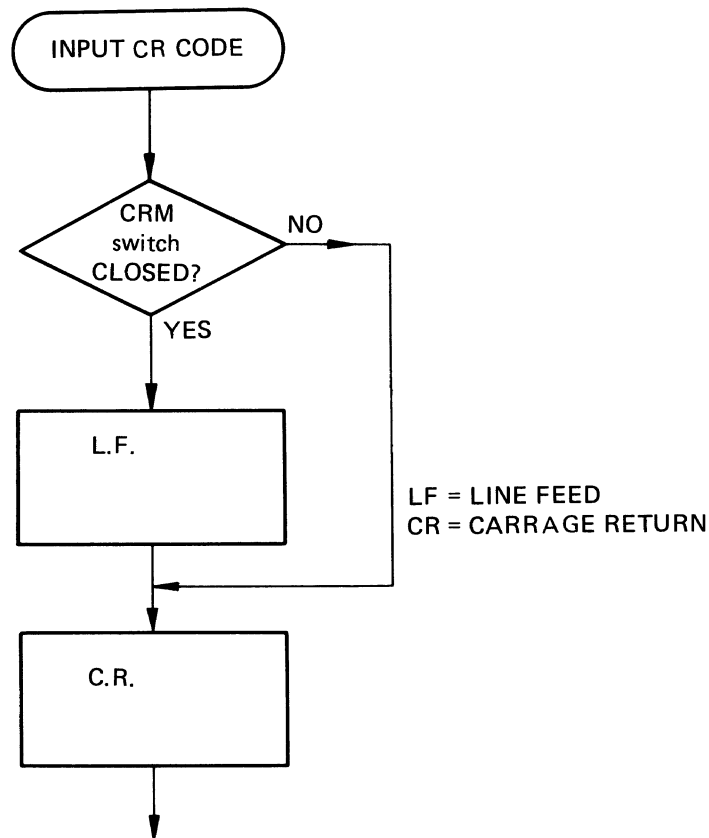 INPUT CR CODE
CRM
switch
CLOSED?
NO
YES
L.F.
LF = LINE FEED
CR = CARRAGE RETURN
C.R.